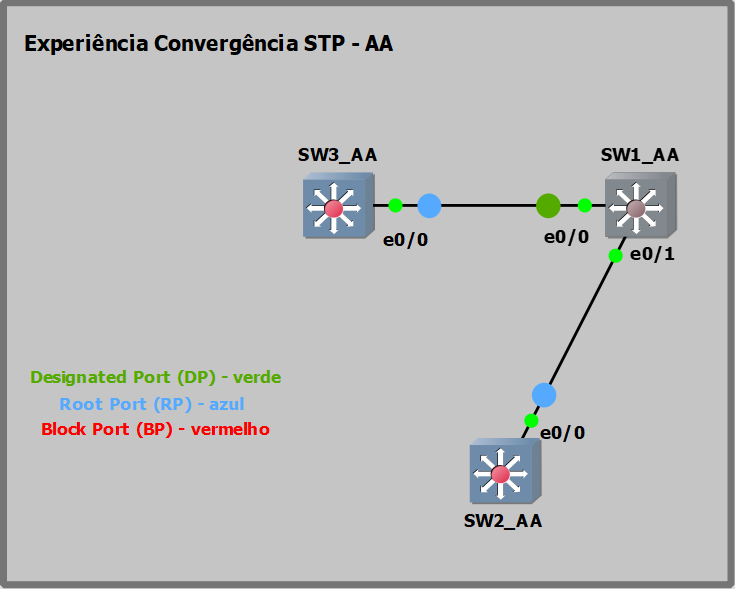 Experiência Convergência STP - AA
SW3_AA
SW1_AA
e0/0
e0/0
e0/1
Designated Port (DP) - verde
Root Port (RP) - azul
Block Port (BP) - vermelho
e0/0
SW2_AA